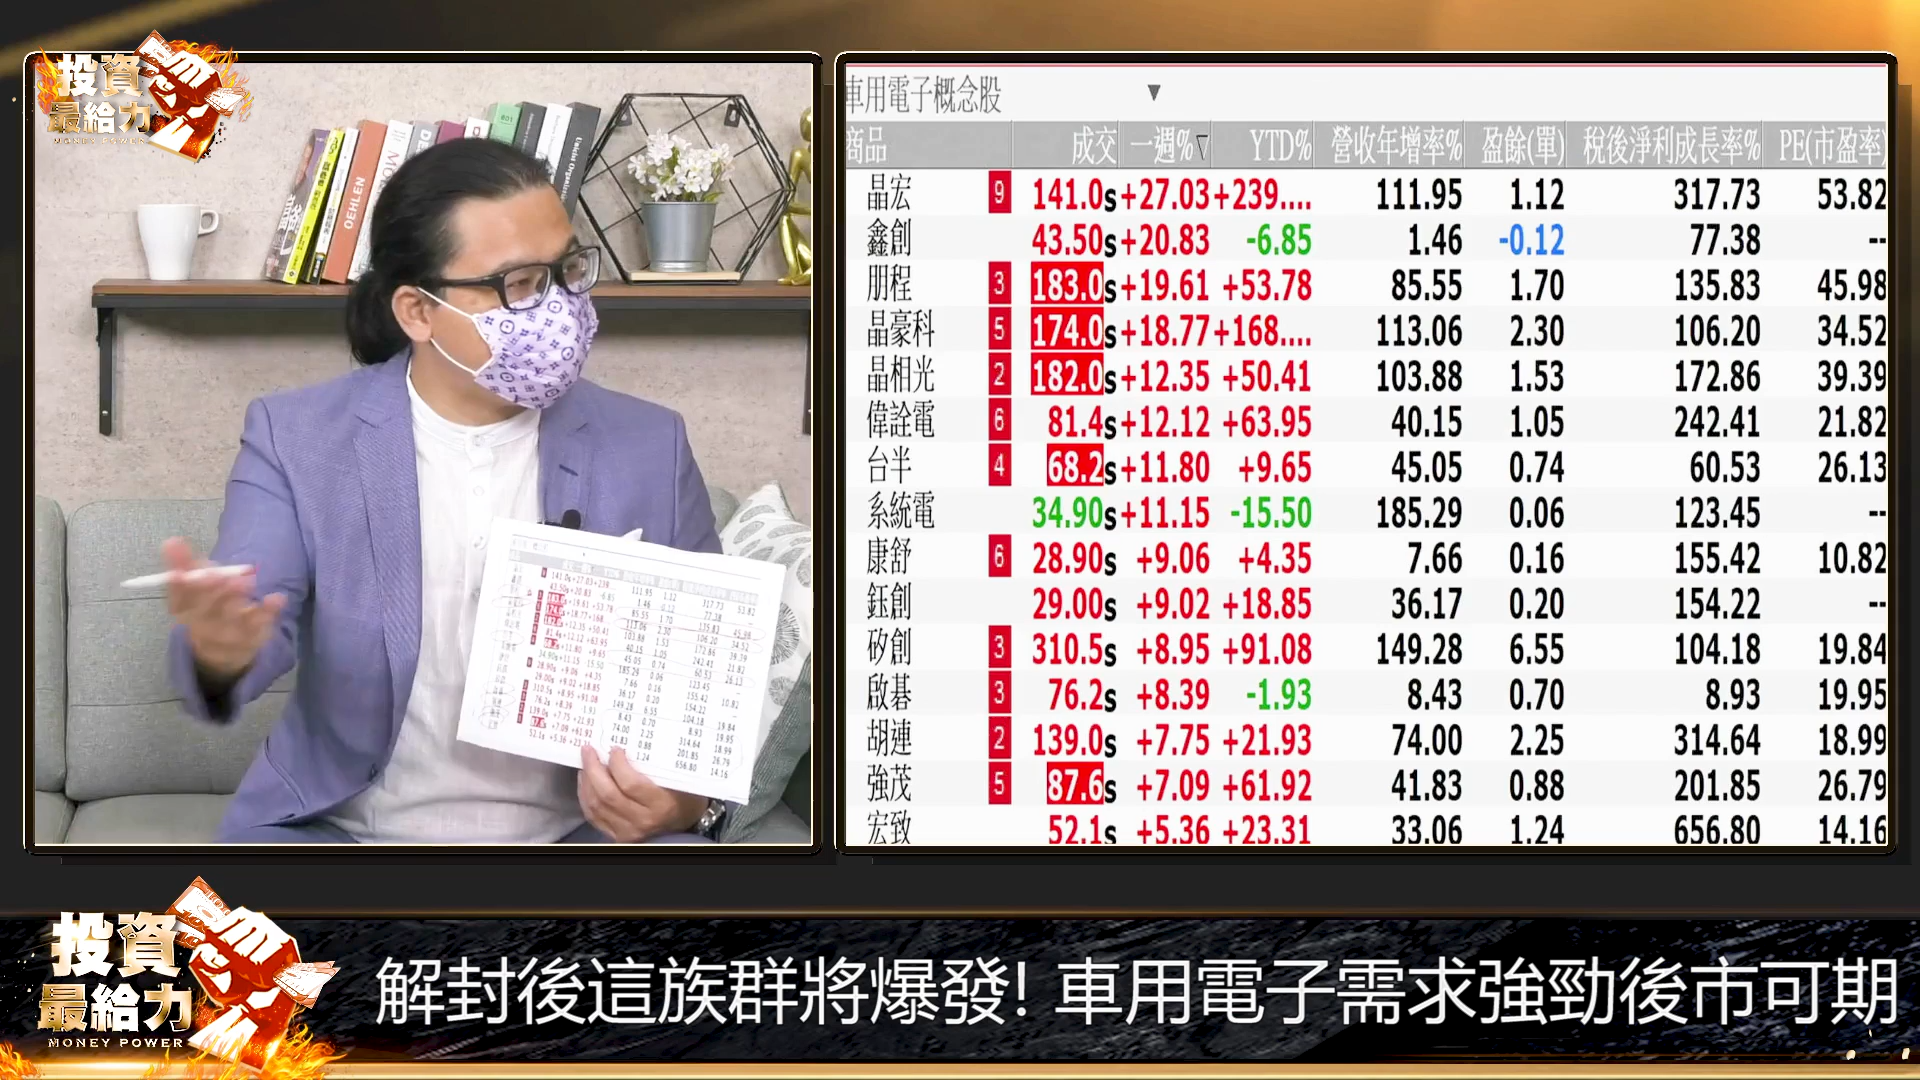 投資
最給力
MONEY POWER
OEHLEN
車用電子概念股 ▼
商品 成交 一週%▽ YTD% 營收年增率% 盈餘(單) 稅後淨利成長率% PE(市盈率)
晶宏 9 141.0s +27.03 +239.... 111.95 1.12 317.73 53.82
鑫創 43.50s +20.83 -6.85 1.46 -0.12 77.38 --
朋程 3 183.0s +19.61 +53.78 85.55 1.70 135.83 45.98
晶豪科 5 174.0s +18.77 +168.... 113.06 2.30 106.20 34.52
晶相光 2 182.0s +12.35 +50.41 103.88 1.53 172.86 39.39
偉詮電 6 81.4s +12.12 +63.95 40.15 1.05 242.41 21.82
台半 4 68.2s +11.80 +9.65 45.05 0.74 60.53 26.13
系統電 34.90s +11.15 -15.50 185.29 0.06 123.45 --
康舒 6 28.90s +9.06 +4.35 7.66 0.16 155.42 10.82
鈺創 29.00s +9.02 +18.85 36.17 0.20 154.22 --
矽創 3 310.5s +8.95 +91.08 149.28 6.55 104.18 19.84
啟碁 3 76.2s +8.39 -1.93 8.43 0.70 8.93 19.95
胡連 2 139.0s +7.75 +21.93 74.00 2.25 314.64 18.99
強茂 5 87.6s +7.09 +61.92 41.83 0.88 201.85 26.79
宏致 52.1s +5.36 +23.31 33.06 1.24 656.80 14.16
投資
最給力
MONEY POWER
解封後這族群將爆發! 車用電子需求強勁後市可期